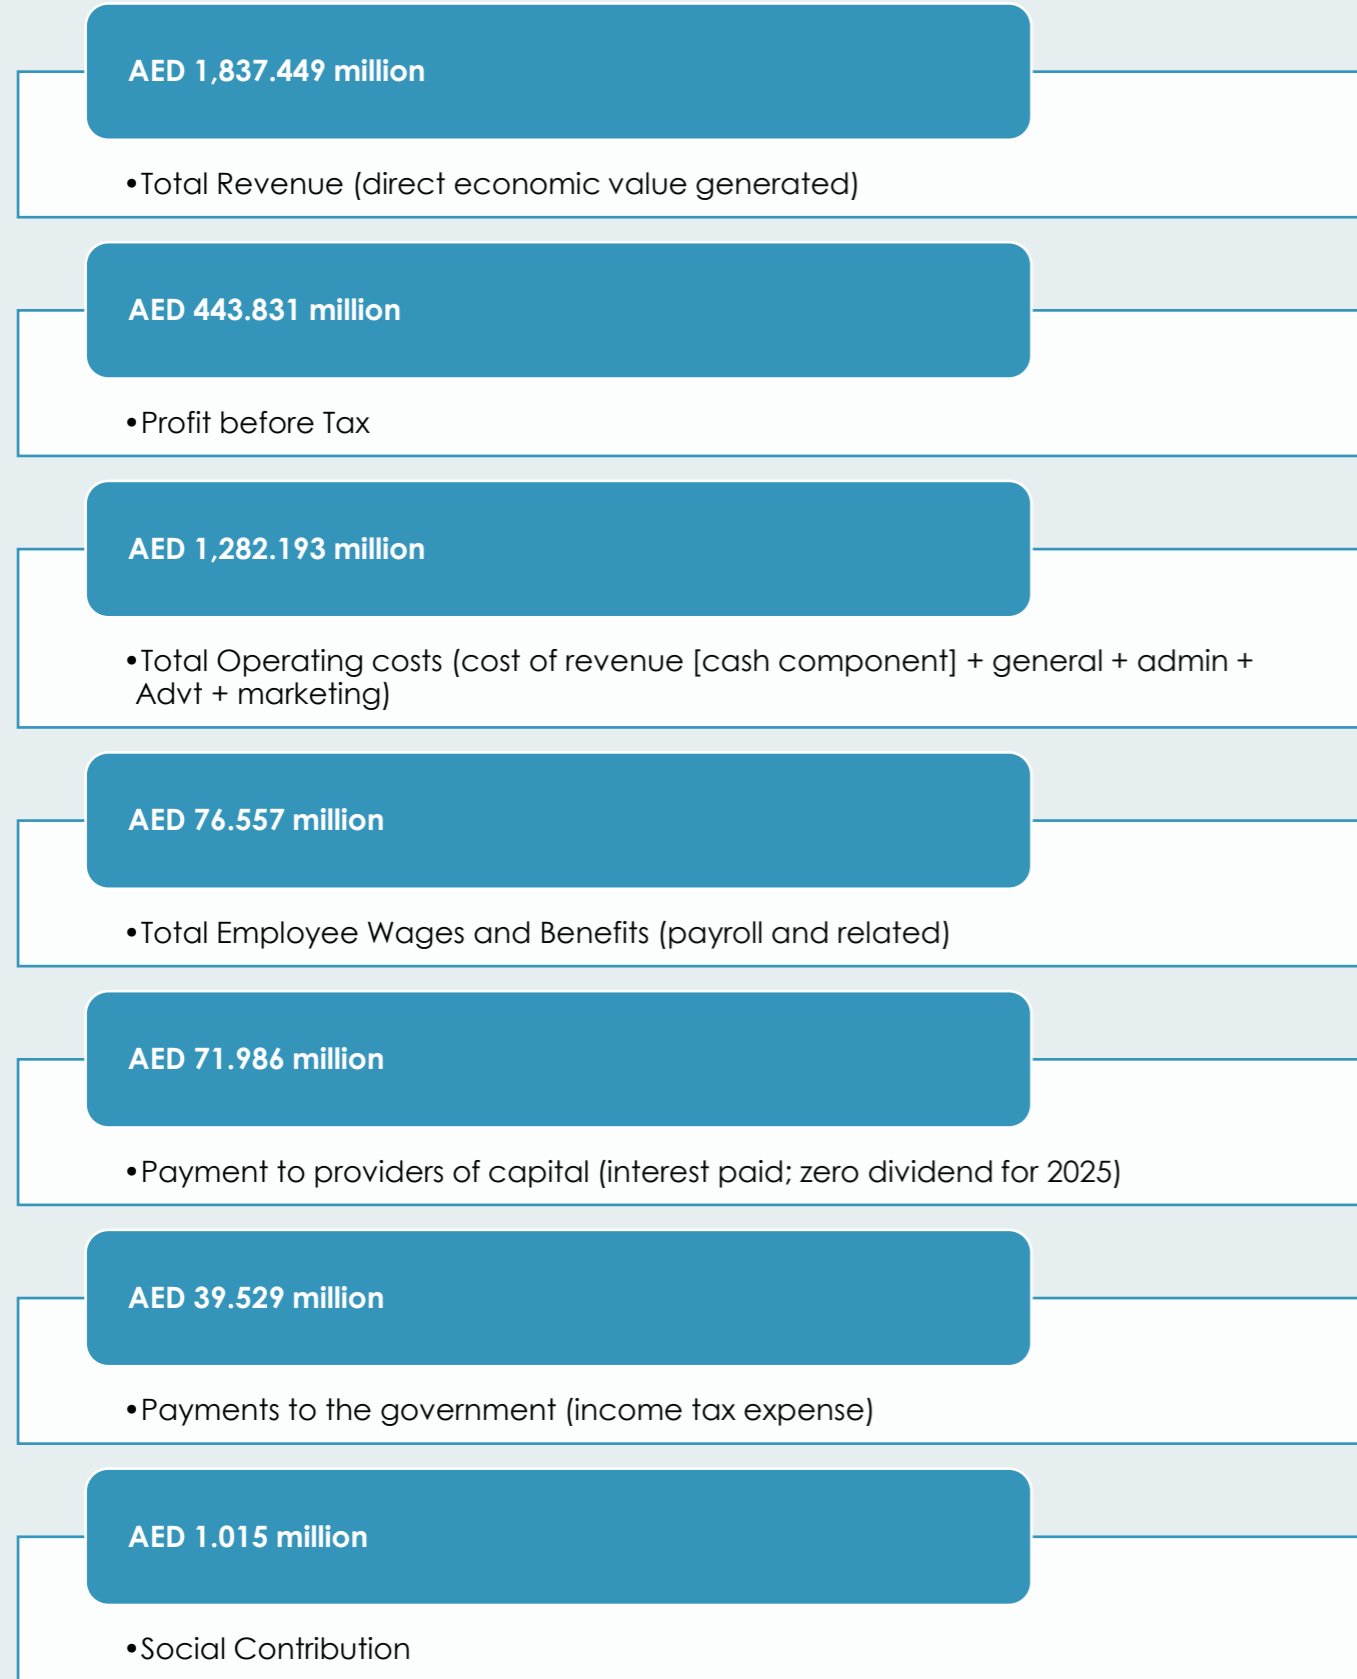 AED 1,837.449 million
•Total Revenue (direct economic value generated)
AED 443.831 million
•Profit before Tax
AED 1,282.193 million
•Total Operating costs (cost of revenue [cash component] + general + admin +
Advt + marketing)
AED 76.557 million
•Total Employee Wages and Benefits (payroll and related)
AED 71.986 million
•Payment to providers of capital (interest paid; zero dividend for 2025)
AED 39.529 million
•Payments to the government (income tax expense)
AED 1.015 million
•Social Contribution